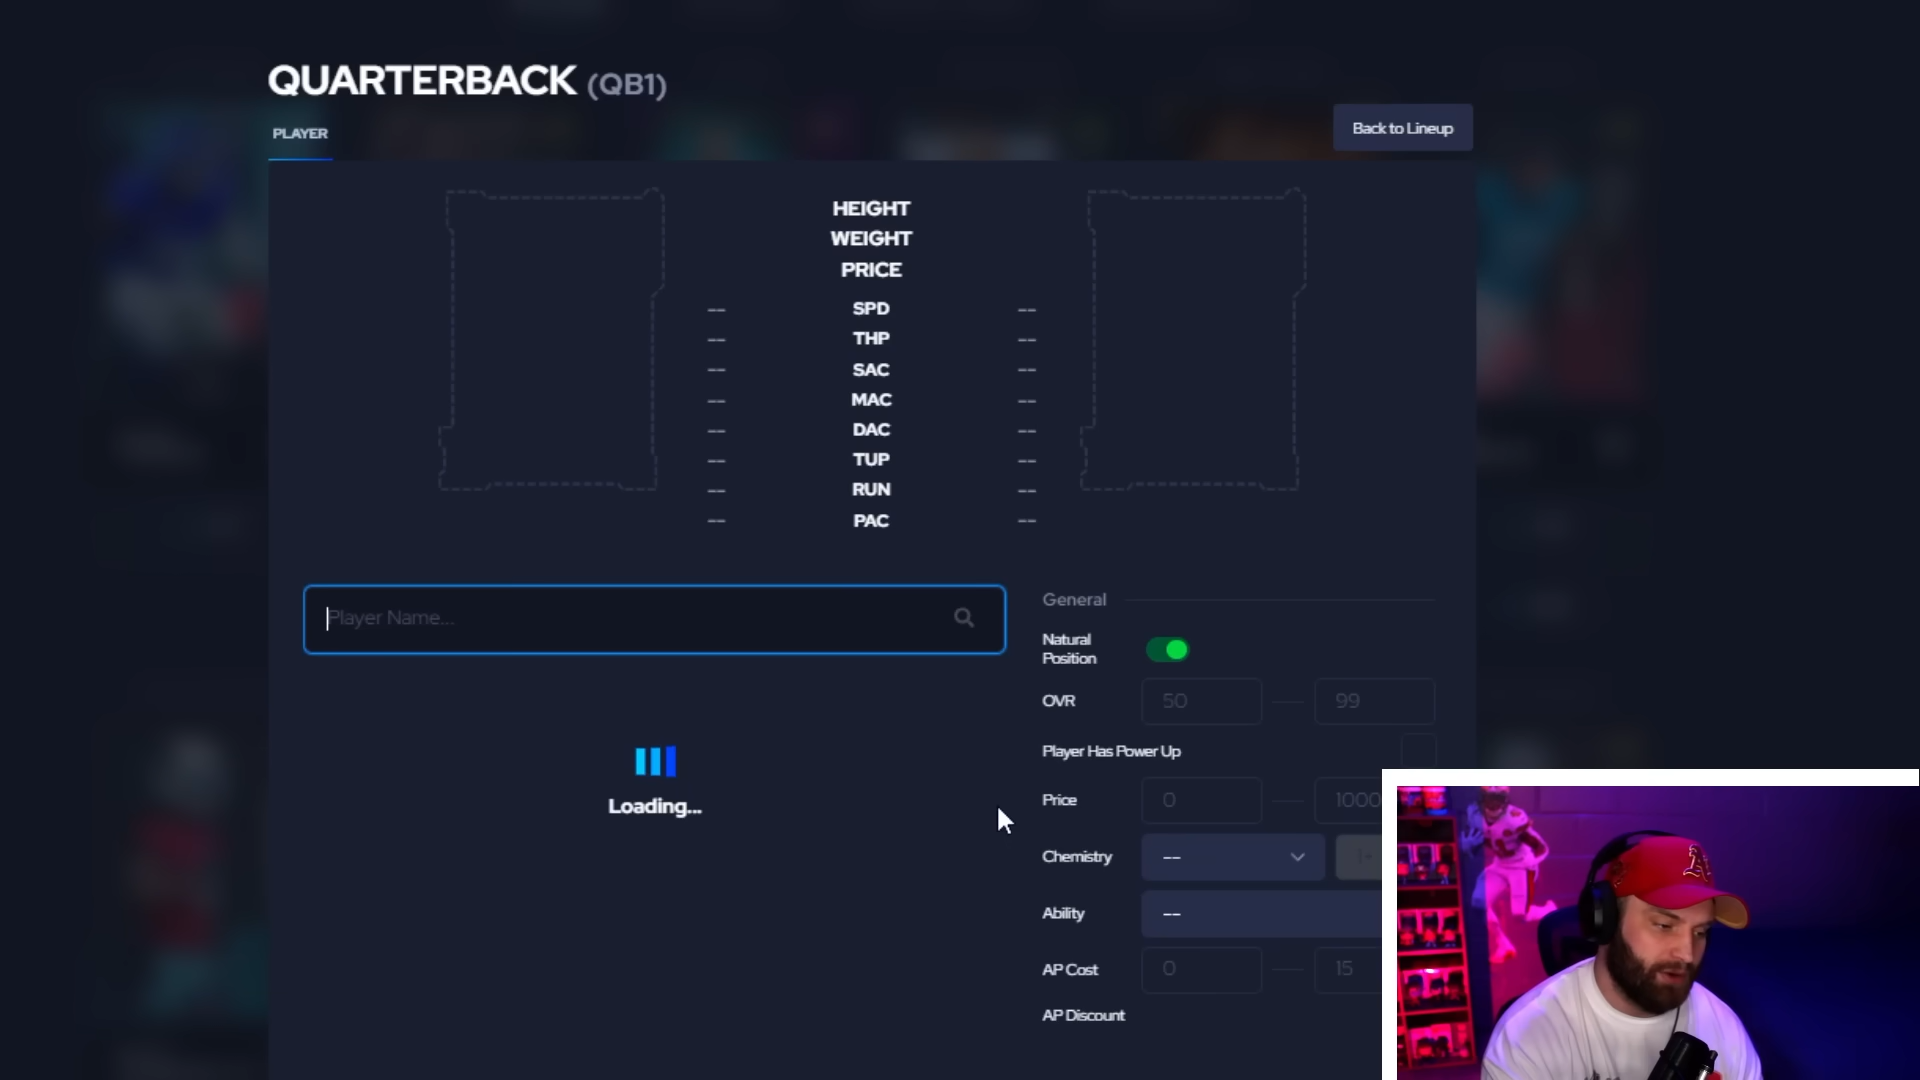 QUARTERBACK (QB1)
PLAYER
Back to Lineup
HEIGHT
WEIGHT
PRICE
-- SPD --
-- THP --
-- SAC --
-- MAC --
-- DAC --
-- TUP --
-- RUN --
-- PAC --
Player Name...
Loading...
General
Natural
Position
OVR 50 — 99
Player Has Power Up
Price 0 — 1000
Chemistry --
Ability --
AP Cost 0 — 15
AP Discount
A